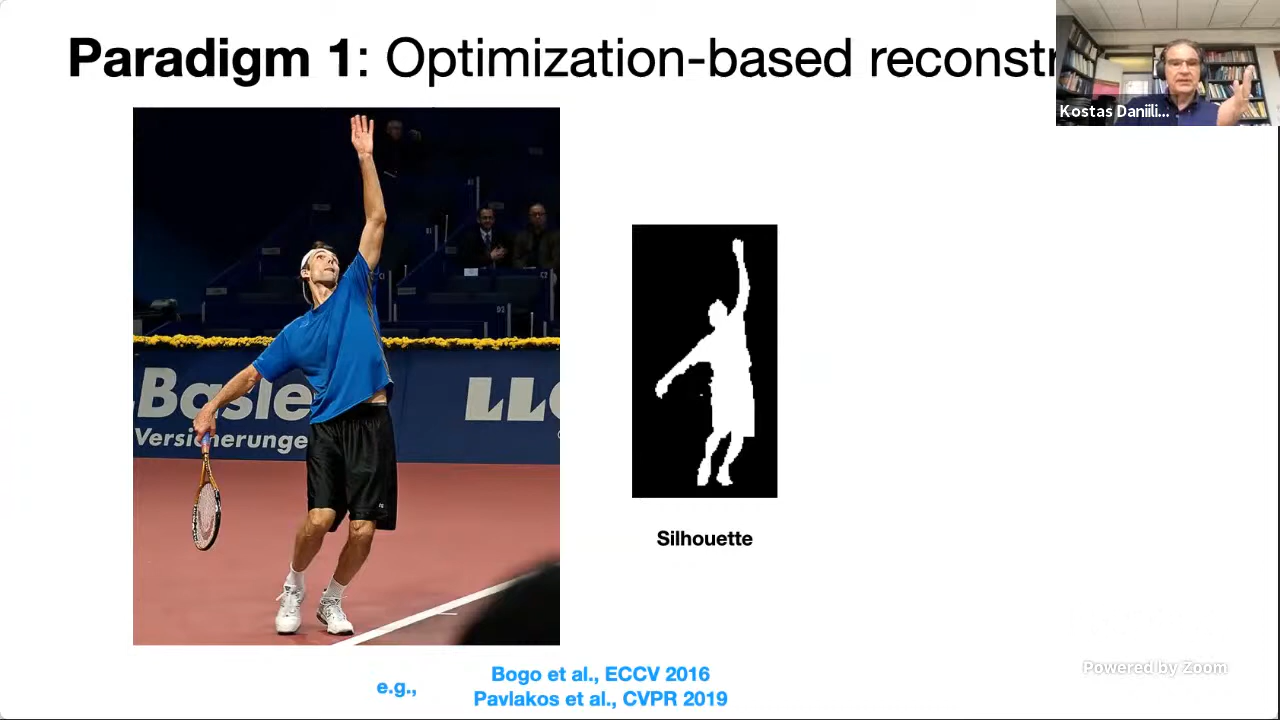 Paradigm 1: Optimization-based reconstr
Kostas Daniili...
Basle
Versicherunge
LLO
Silhouette
e.g.,
Bogo et al., ECCV 2016
Pavlakos et al., CVPR 2019
Powered by Zoom